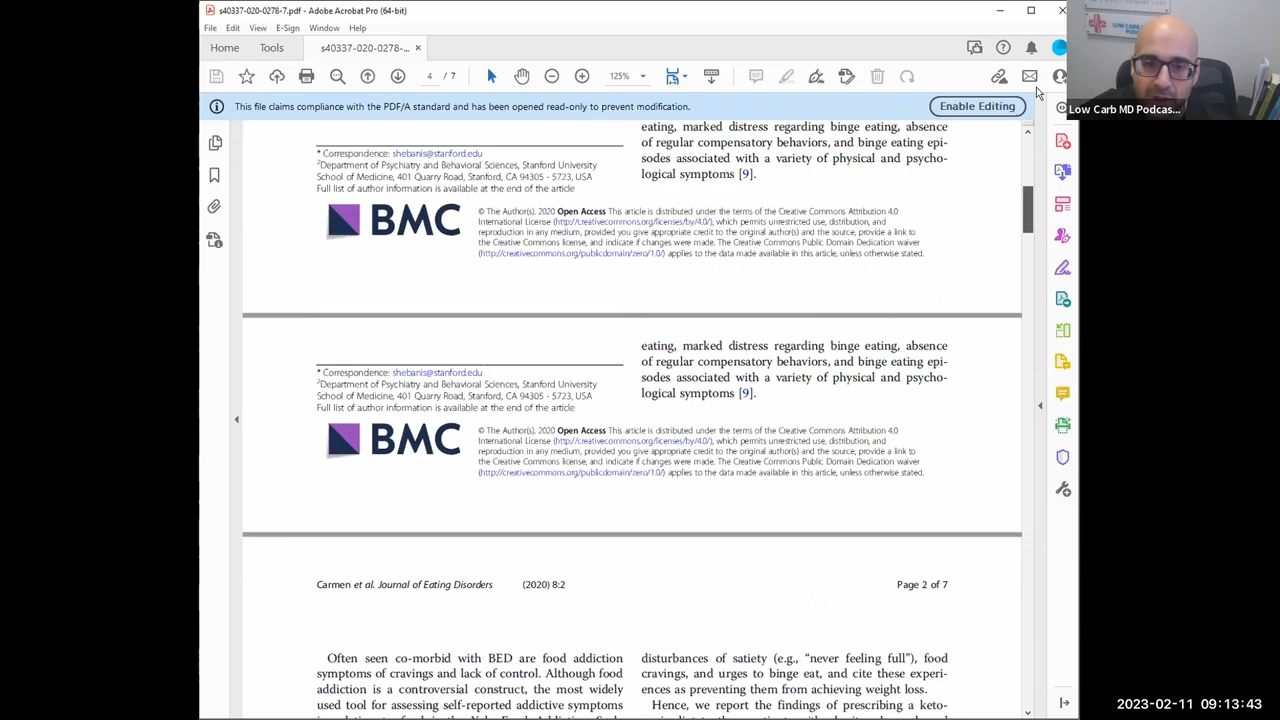 s40337-020-0278-7.pdf - Adobe Acrobat Pro (64-bit)
File Edit View E-Sign Window Help
Home Tools s40337-020-0278-... ×
4 / 7 125%
This file claims compliance with the PDF/A standard and has been opened read-only to prevent modification.
Enable Editing
Low Carb MD Podcas...
* Correspondence: shebanis@stanford.edu
2Department of Psychiatry and Behavioral Sciences, Stanford University
School of Medicine, 401 Quarry Road, Stanford, CA 94305 - 5723, USA
Full list of author information is available at the end of the article
eating, marked distress regarding binge eating, absence
of regular compensatory behaviors, and binge eating epi-
sodes associated with a variety of physical and psycho-
logical symptoms [9].
BMC
© The Author(s). 2020 Open Access This article is distributed under the terms of the Creative Commons Attribution 4.0
International License (http://creativecommons.org/licenses/by/4.0/), which permits unrestricted use, distribution, and
reproduction in any medium, provided you give appropriate credit to the original author(s) and the source, provide a link to
the Creative Commons license, and indicate if changes were made. The Creative Commons Public Domain Dedication waiver
(http://creativecommons.org/publicdomain/zero/1.0/) applies to the data made available in this article, unless otherwise stated.
* Correspondence: shebanis@stanford.edu
2Department of Psychiatry and Behavioral Sciences, Stanford University
School of Medicine, 401 Quarry Road, Stanford, CA 94305 - 5723, USA
Full list of author information is available at the end of the article
eating, marked distress regarding binge eating, absence
of regular compensatory behaviors, and binge eating epi-
sodes associated with a variety of physical and psycho-
logical symptoms [9].
BMC
© The Author(s). 2020 Open Access This article is distributed under the terms of the Creative Commons Attribution 4.0
International License (http://creativecommons.org/licenses/by/4.0/), which permits unrestricted use, distribution, and
reproduction in any medium, provided you give appropriate credit to the original author(s) and the source, provide a link to
the Creative Commons license, and indicate if changes were made. The Creative Commons Public Domain Dedication waiver
(http://creativecommons.org/publicdomain/zero/1.0/) applies to the data made available in this article, unless otherwise stated.
Carmen et al. Journal of Eating Disorders (2020) 8:2 Page 2 of 7
Often seen co-morbid with BED are food addiction
symptoms of cravings and lack of control. Although food
addiction is a controversial construct, the most widely
used tool for assessing self-reported addictive symptoms
disturbances of satiety (e.g., "never feeling full"), food
cravings, and urges to binge eat, and cite these experi-
ences as preventing them from achieving weight loss.
Hence, we report the findings of prescribing a keto-
2023-02-11 09:13:43